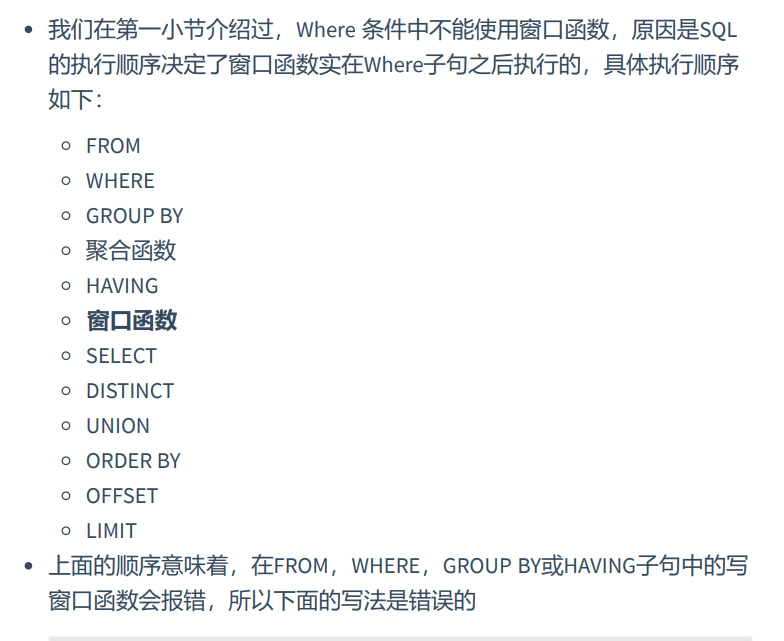 我们在第一小节介绍过，Where 条件中不能使用窗口函数，原因是SQL
的执行顺序决定了窗口函数实在Where子句之后执行的，具体执行顺序
如下：
FROM
WHERE
GROUP BY
聚合函数
HAVING
窗口函数
SELECT
DISTINCT
UNION
ORDER BY
OFFSET
LIMIT
上面的顺序意味着，在FROM，WHERE，GROUP BY或HAVING子句中的写
窗口函数会报错，所以下面的写法是错误的